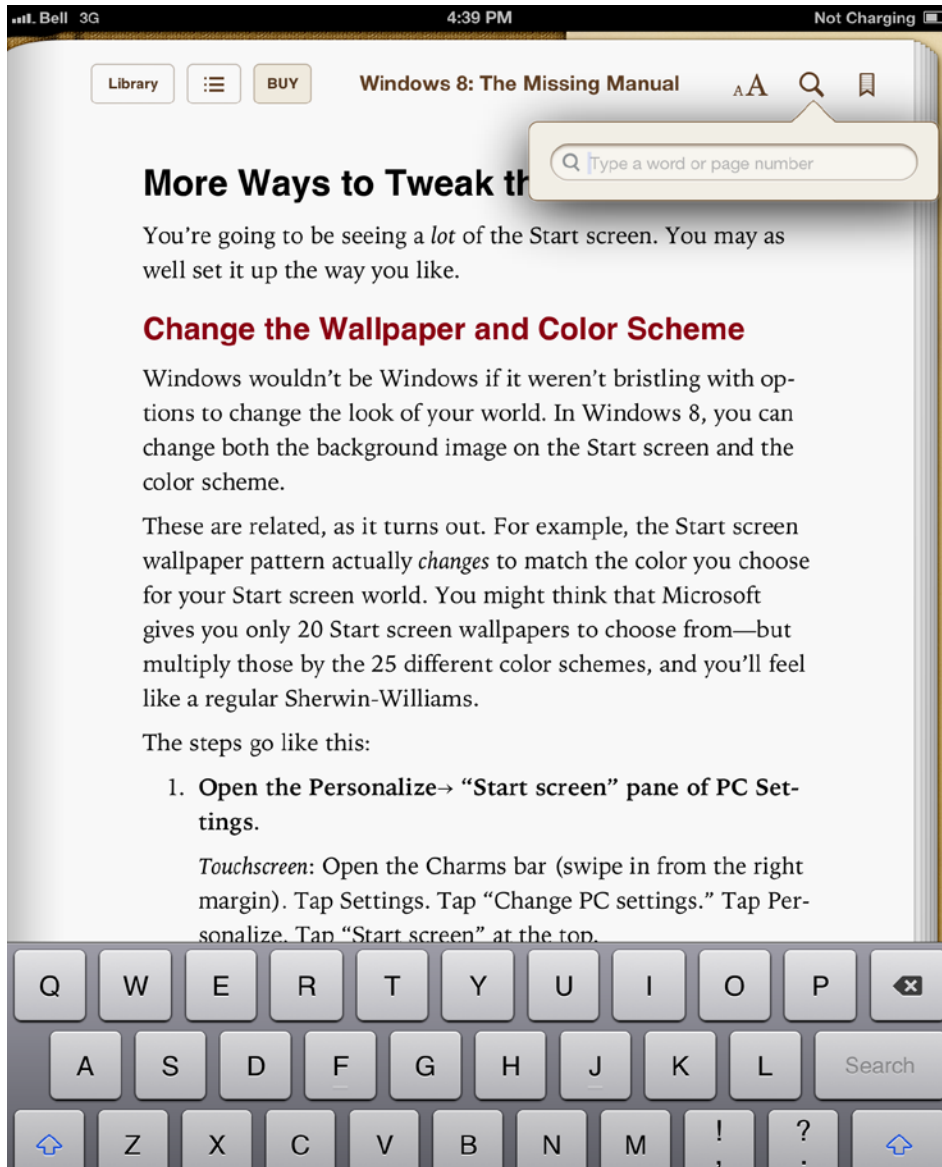 Bell 3G 4:39 PM Not Charging
Library BUY Windows 8: The Missing Manual AA
Type a word or page number
More Ways to Tweak
You're going to be seeing a lot of the Start screen. You may as
well set it up the way you like.
Change the Wallpaper and Color Scheme
Windows wouldn't be Windows if it weren't bristling with op-
tions to change the look of your world. In Windows 8, you can
change both the background image on the Start screen and the
color scheme.
These are related, as it turns out. For example, the Start screen
wallpaper pattern actually changes to match the color you choose
for your Start screen world. You might think that Microsoft
gives you only 20 Start screen wallpapers to choose from—but
multiply those by the 25 different color schemes, and you'll feel
like a regular Sherwin-Williams.
The steps go like this:
1. Open the Personalize→ "Start screen" pane of PC Set-
tings.
Touchscreen: Open the Charms bar (swipe in from the right
margin). Tap Settings. Tap "Change PC settings." Tap Per-
sonalize. Tap "Start screen" at the top.
Q W E R T Y U I O P
A S D F G H J K L Search
Z X C V B N M ! , ? .